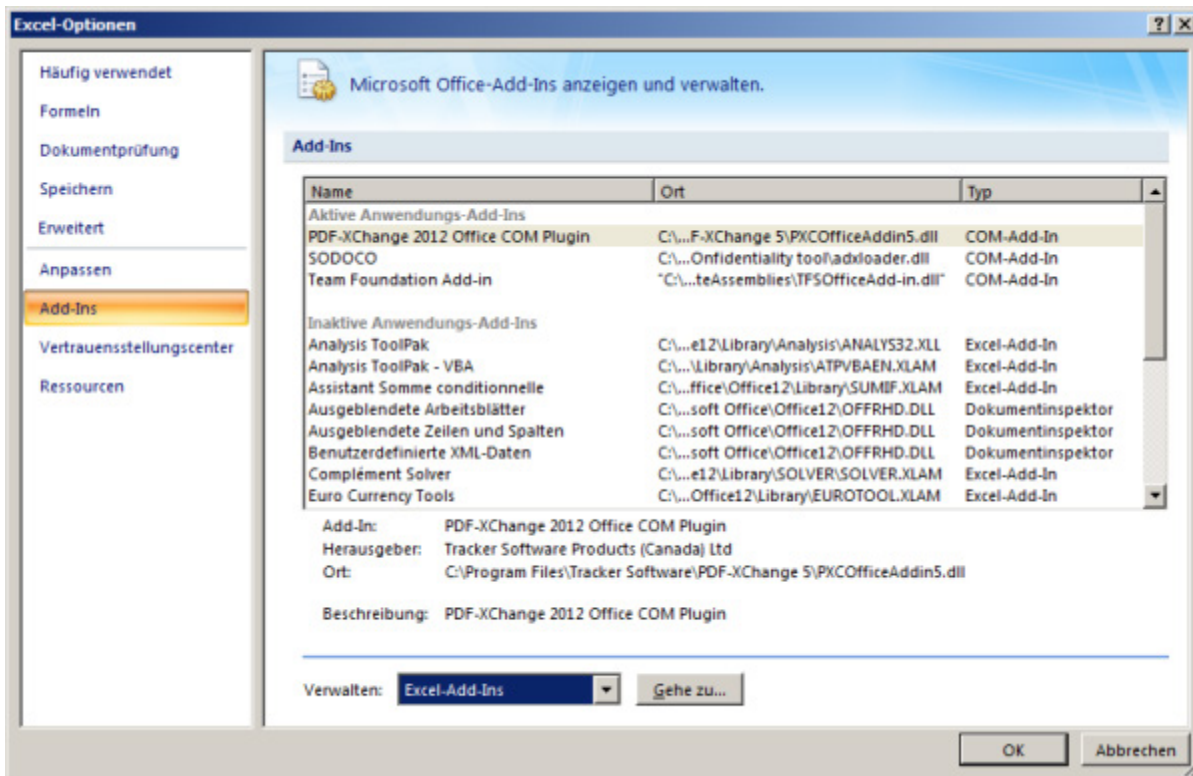 Excel-Optionen
Häufig verwendet
Formeln
Dokumentprüfung
Speichern
Erweitert
Anpassen
Add-Ins
Vertrauensstellungscenter
Ressourcen
Microsoft Office-Add-Ins anzeigen und verwalten.
Add-Ins
Name Ort Typ
Aktive Anwendungs-Add-Ins
PDF-XChange 2012 Office COM Plugin C:\...F-XChange 5\PXCOfficeAddin5.dll COM-Add-In
SODOCO C:\...Onfidentiality tool\adxloader.dll COM-Add-In
Team Foundation Add-in "C:\...teAssemblies\TFSOfficeAdd-in.dll" COM-Add-In
Inaktive Anwendungs-Add-Ins
Analysis ToolPak C:\...e12\Library\Analysis\ANALYS32.XLL Excel-Add-In
Analysis ToolPak - VBA C:\...\Library\Analysis\ATPVBAEN.XLAM Excel-Add-In
Assistant Somme conditionnelle C:\...ffice\Office12\Library\SUMIF.XLAM Excel-Add-In
Ausgeblendete Arbeitsblätter C:\...soft Office\Office12\OFFRHD.DLL Dokumentinspektor
Ausgeblendete Zeilen und Spalten C:\...soft Office\Office12\OFFRHD.DLL Dokumentinspektor
Benutzerdefinierte XML-Daten C:\...soft Office\Office12\OFFRHD.DLL Dokumentinspektor
Complément Solver C:\...e12\Library\SOLVER\SOLVER.XLAM Excel-Add-In
Euro Currency Tools C:\...Office12\Library\EUROTOOL.XLAM Excel-Add-In
Add-In: PDF-XChange 2012 Office COM Plugin
Herausgeber: Tracker Software Products (Canada) Ltd
Ort: C:\Program Files\Tracker Software\PDF-XChange 5\PXCOfficeAddin5.dll
Beschreibung: PDF-XChange 2012 Office COM Plugin
Verwalten: Excel-Add-Ins Gehe zu...
OK Abbrechen